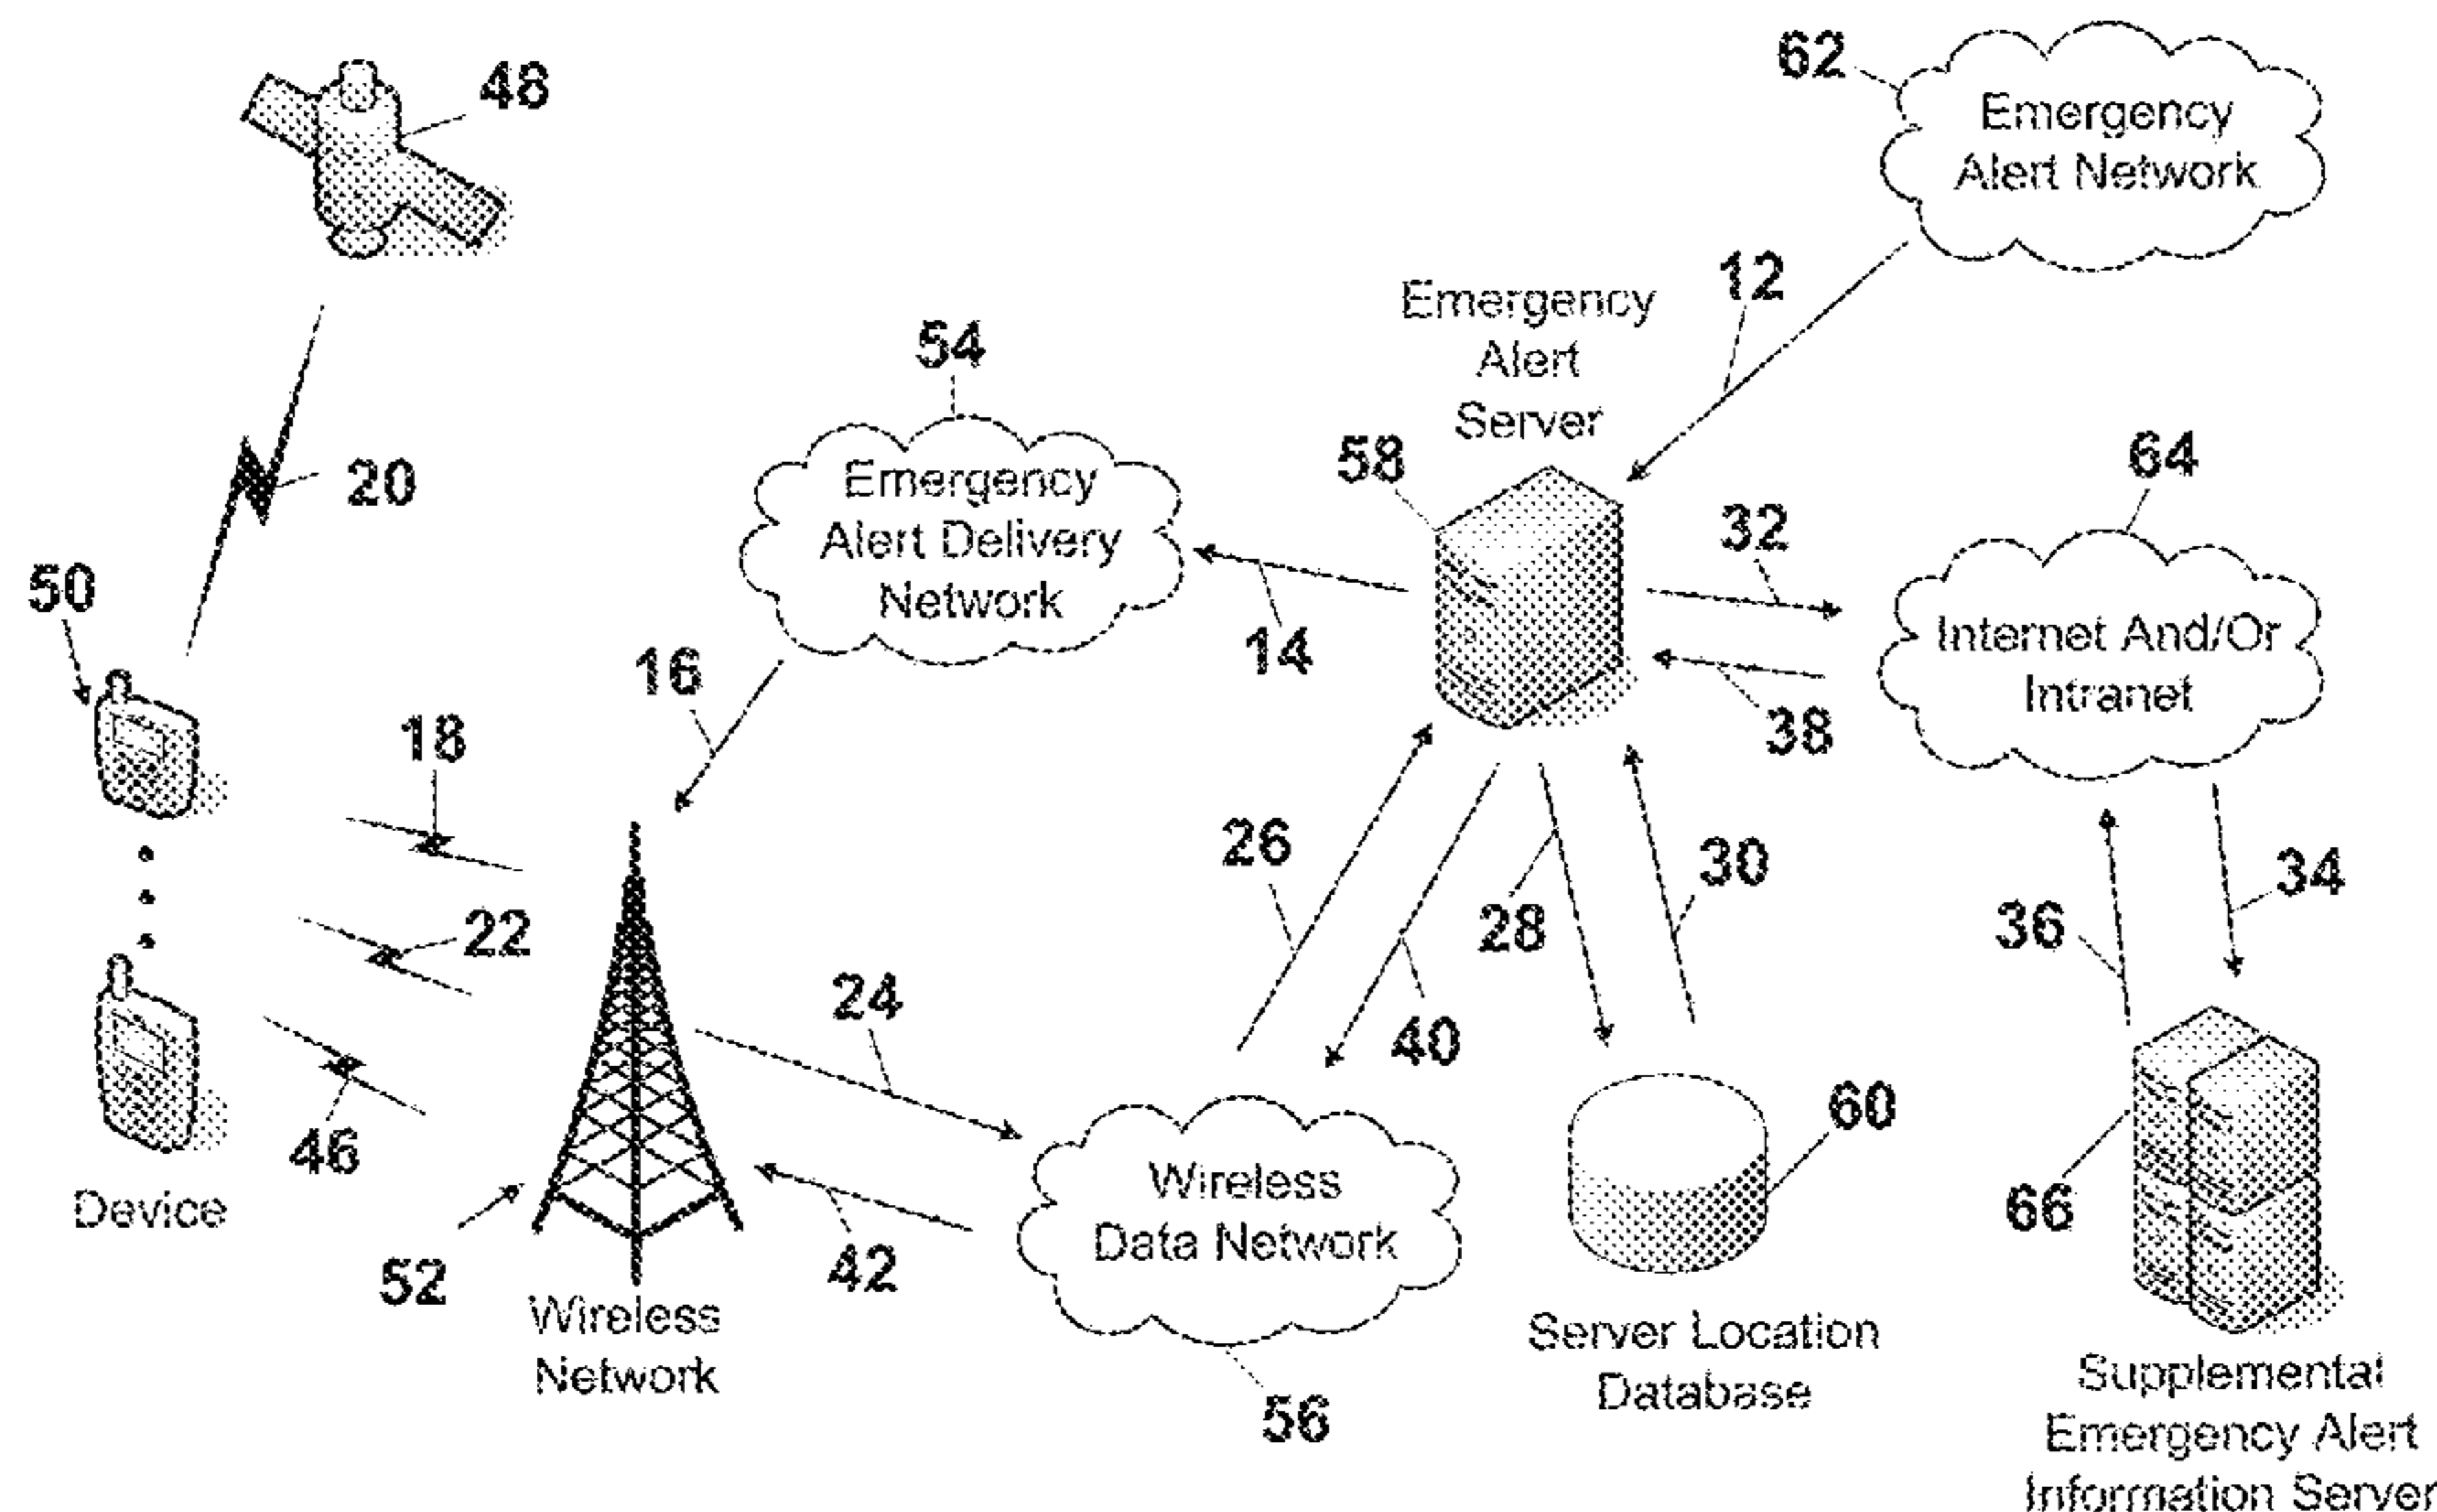 62
Emergency
Alert Network
48
12
Emergency
Alert
Server
54
58
64
Emergency
Alert Delivery
Network
20
32
50
14
Internet And/Or
Intranet
16
38
18
26
30
34
28
36
22
24
40
60
46
Device
Wireless
Data Network
66
52
42
Wireless
Network
Server Location
Database
56
Supplemental
Emergency Alert
Information Server